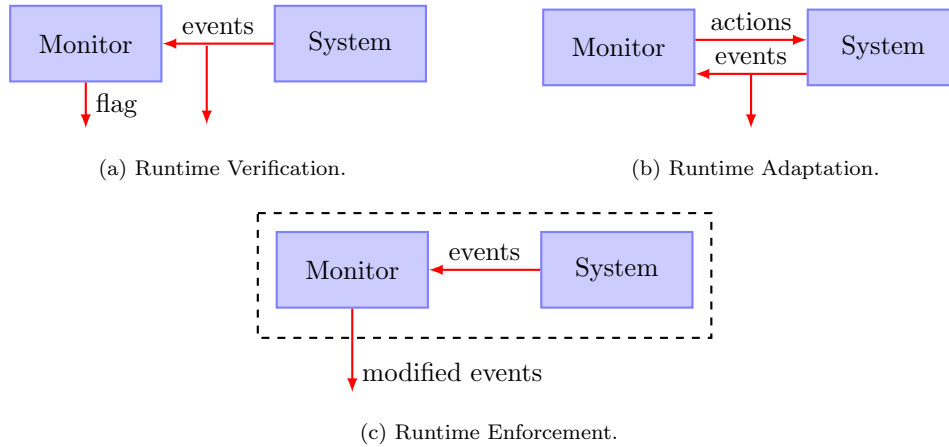 Monitor
events
System
flag
(a) Runtime Verification.
Monitor
actions
events
System
(b) Runtime Adaptation.
Monitor
events
System
modified events
(c) Runtime Enforcement.